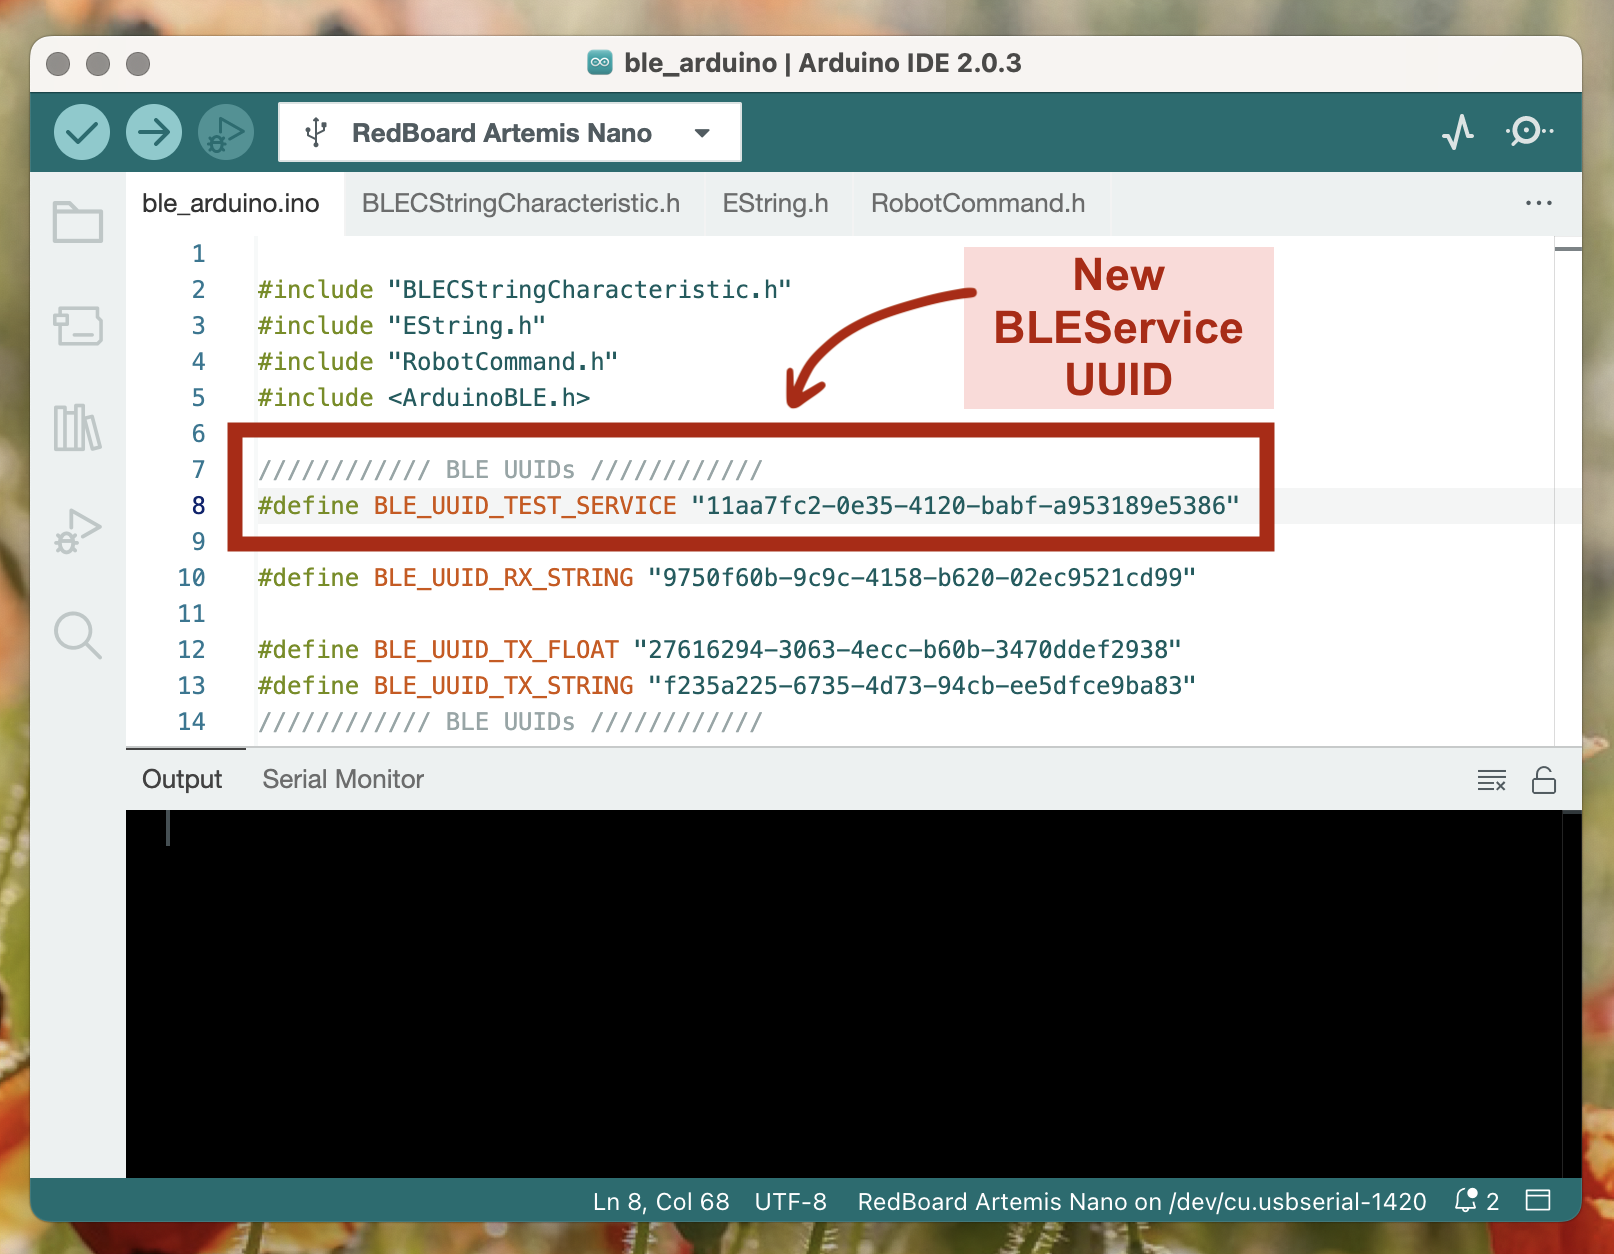 ble_arduino | Arduino IDE 2.0.3
RedBoard Artemis Nano
ble_arduino.ino BLECStringCharacteristic.h EString.h RobotCommand.h ...
1
2 #include "BLECStringCharacteristic.h"
3 #include "EString.h"
4 #include "RobotCommand.h"
5 #include <ArduinoBLE.h>
6
7 //////////// BLE UUIDs ////////////
8 #define BLE_UUID_TEST_SERVICE "11aa7fc2-0e35-4120-babf-a953189e5386"
9
10 #define BLE_UUID_RX_STRING "9750f60b-9c9c-4158-b620-02ec9521cd99"
11
12 #define BLE_UUID_TX_FLOAT "27616294-3063-4ecc-b60b-3470ddef2938"
13 #define BLE_UUID_TX_STRING "f235a225-6735-4d73-94cb-ee5dfce9ba83"
14 //////////// BLE UUIDs ////////////
New
BLEService
UUID
Output Serial Monitor
Ln 8, Col 68 UTF-8 RedBoard Artemis Nano on /dev/cu.usbserial-1420 2